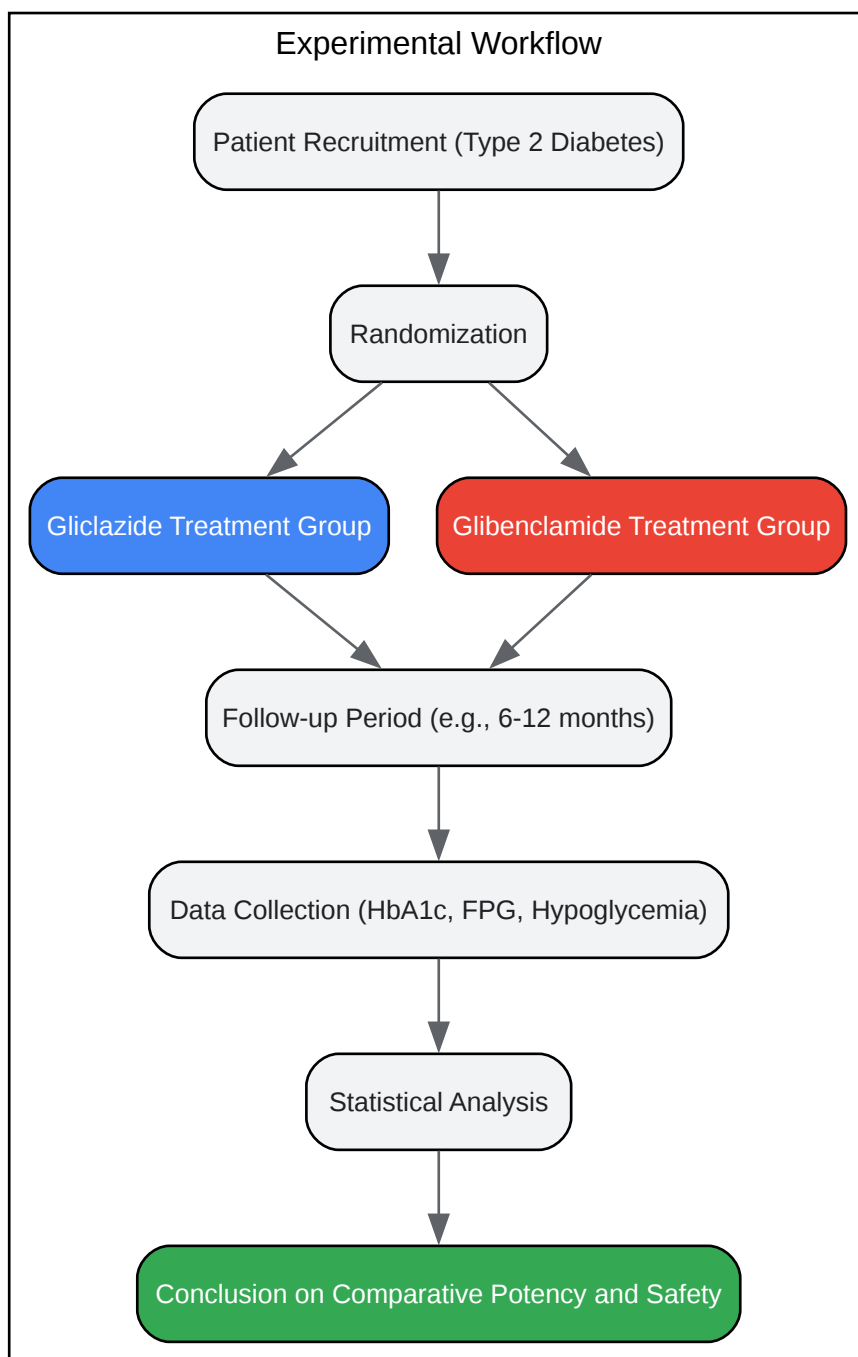 Experimental Workflow
Patient Recruitment (Type 2 Diabetes)
Randomization
Gliclazide Treatment Group
Glibenclamide Treatment Group
Follow-up Period (e.g., 6-12 months)
Data Collection (HbA1c, FPG, Hypoglycemia)
Statistical Analysis
Conclusion on Comparative Potency and Safety